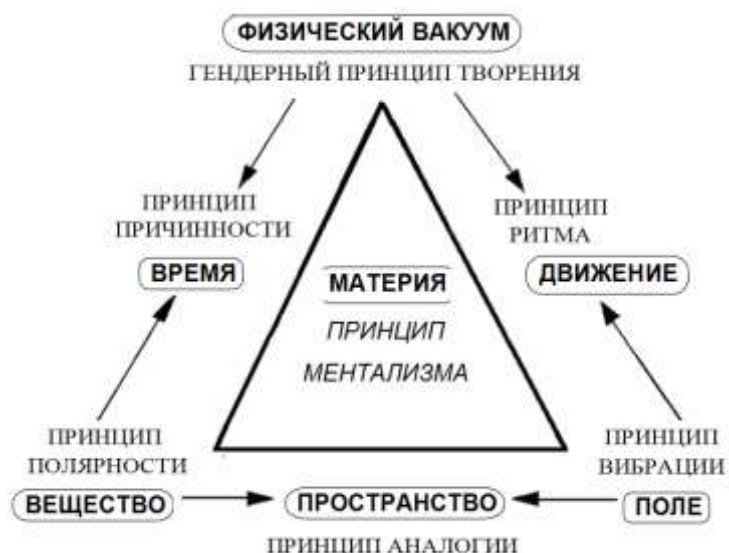 ФИЗИЧЕСКИЙ ВАКУУМ
ГЕНДЕРНЫЙ ПРИНЦИП ТВОРЕНИЯ
ПРИНЦИП
ПРИЧИННОСТИ
ВРЕМЯ
ПРИНЦИП
РИТМА
ДВИЖЕНИЕ
МАТЕРИЯ
ПРИНЦИП
МЕНТАЛИЗМА
ПРИНЦИП
ПОЛЯРНОСТИ
ВЕЩЕСТВО
ПРОСТРАНСТВО
ПРИНЦИП АНАЛОГИИ
ПРИНЦИП
ВИБРАЦИИ
ПОЛЕ